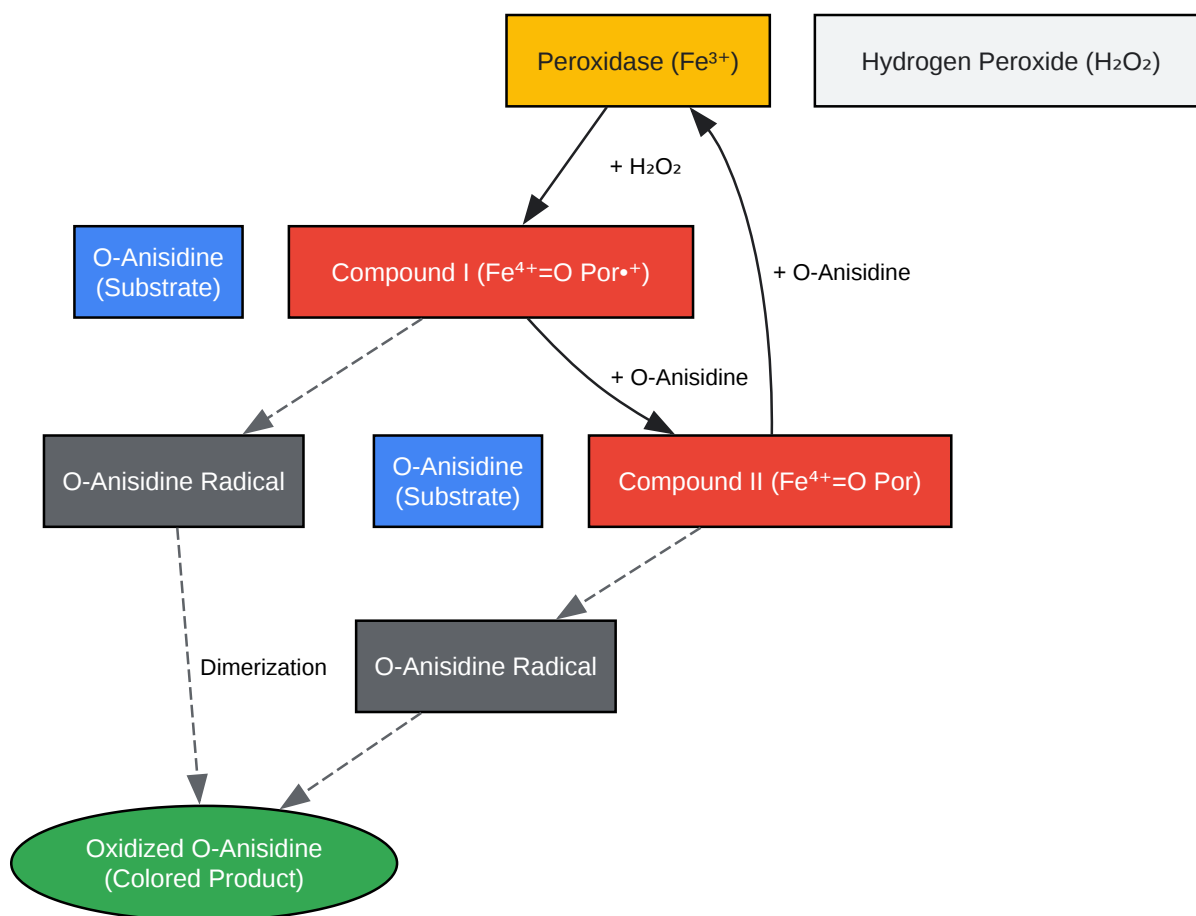 Peroxidase (Fe³⁺)
Hydrogen Peroxide (H₂O₂)
+ H₂O₂
O-Anisidine
(Substrate)
Compound I (Fe⁴⁺=O Por•⁺)
+ O-Anisidine
+ O-Anisidine
O-Anisidine Radical
O-Anisidine
(Substrate)
Compound II (Fe⁴⁺=O Por)
Dimerization
O-Anisidine Radical
Oxidized O-Anisidine
(Colored Product)